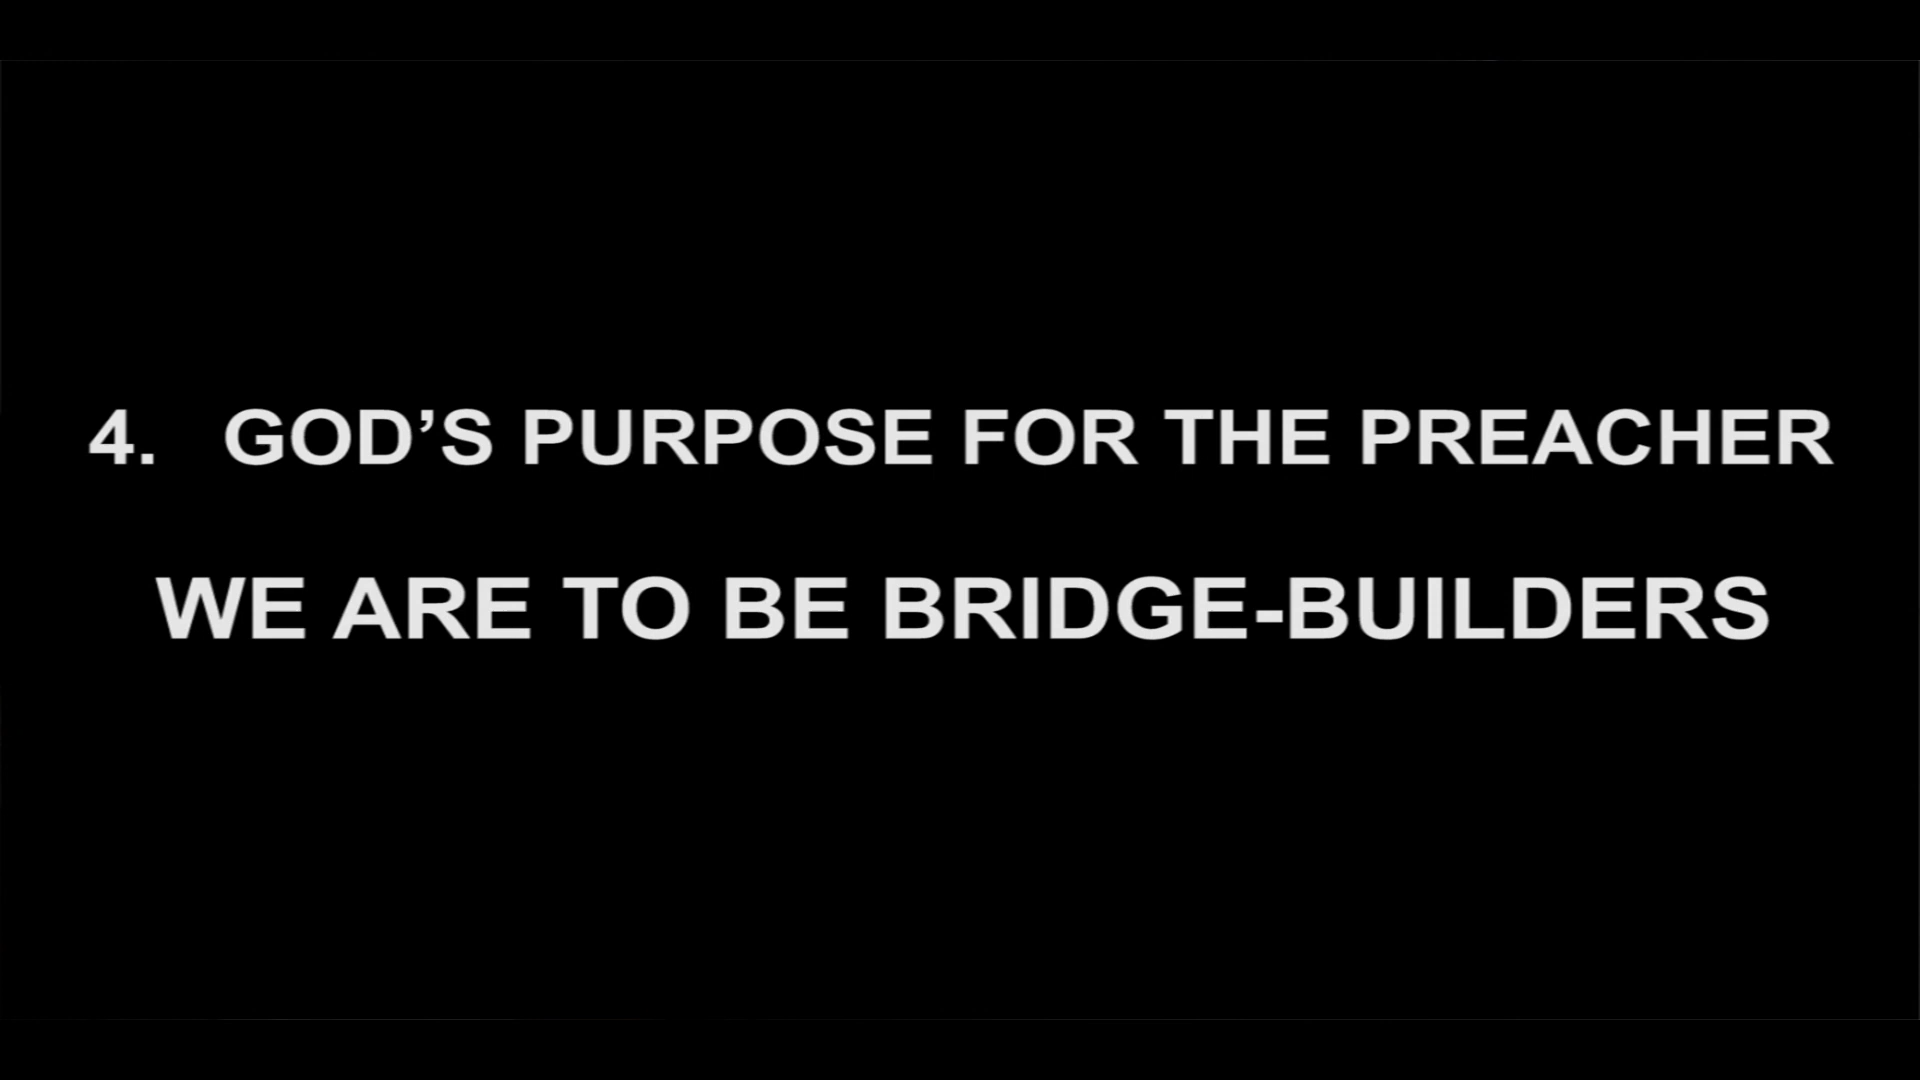 4. GOD’S PURPOSE FOR THE PREACHER
WE ARE TO BE BRIDGE-BUILDERS